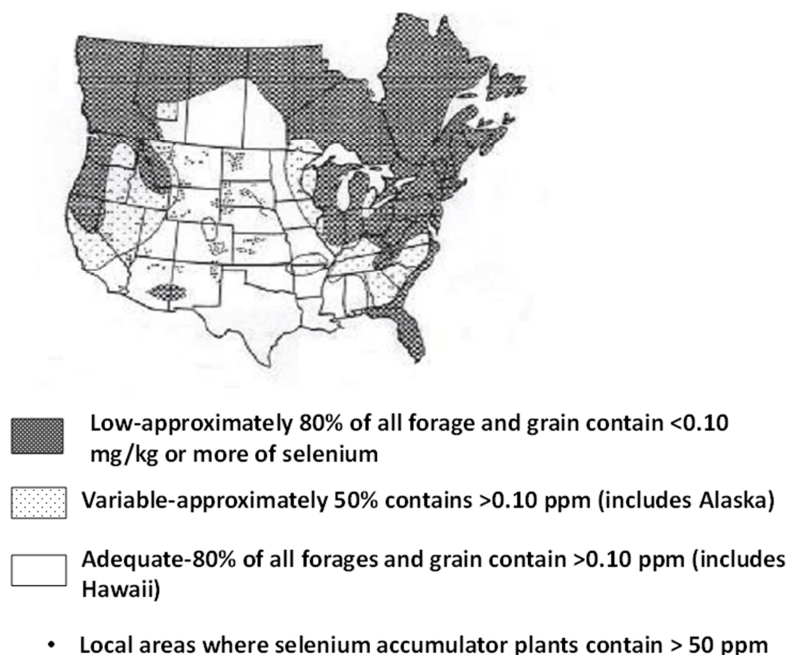 Low-approximately 80% of all forage and grain contain <0.10
mg/kg or more of selenium
Variable-approximately 50% contains >0.10 ppm (includes Alaska)
Adequate-80% of all forages and grain contain >0.10 ppm (includes
Hawaii)
• Local areas where selenium accumulator plants contain > 50 ppm